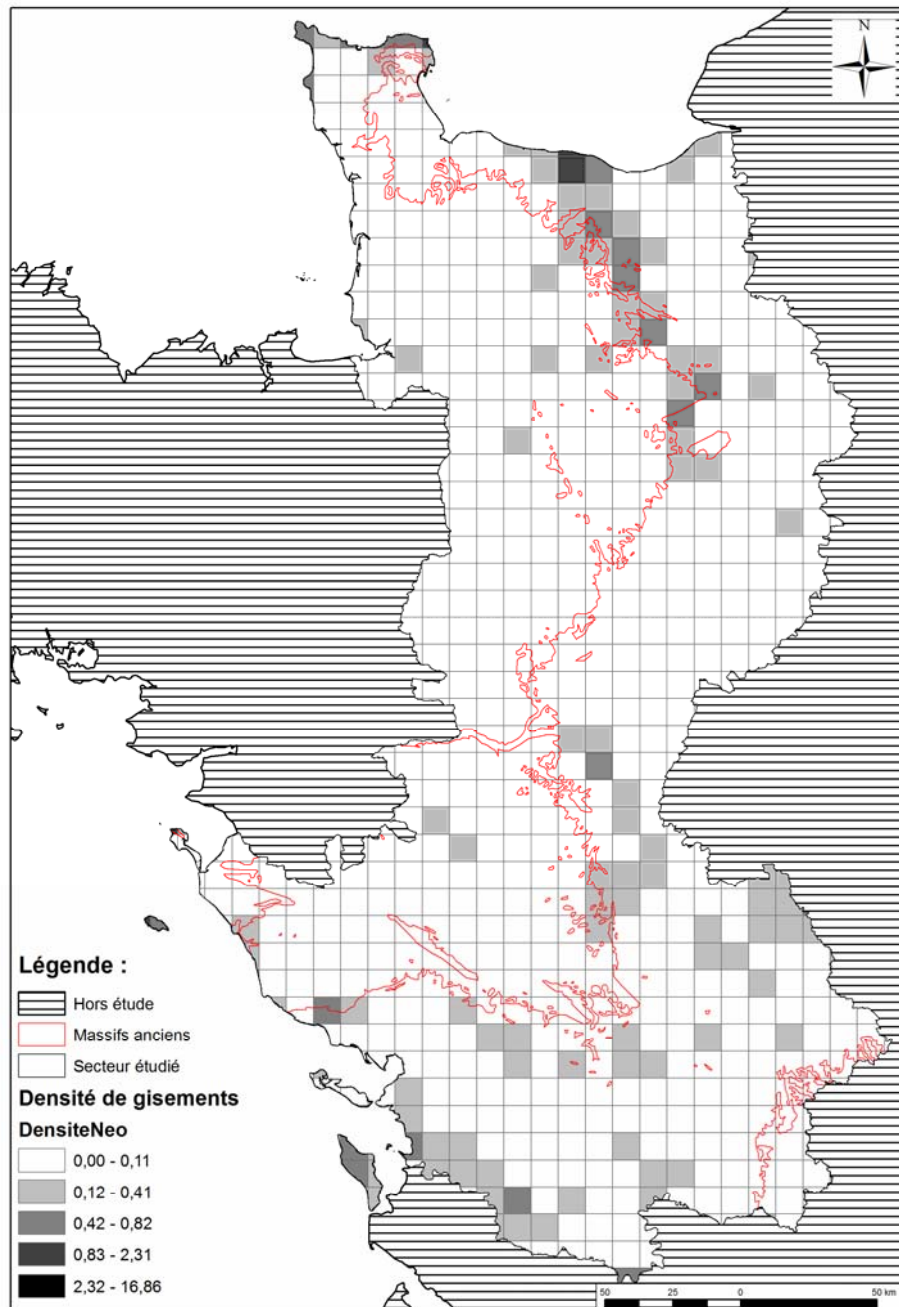 N
Légende :
Hors étude
Massifs anciens
Secteur étudié
Densité de gisements
DensiteNeo
0,00 - 0,11
0,12 - 0,41
0,42 - 0,82
0,83 - 2,31
2,32 - 16,86
50 25 0 50 km